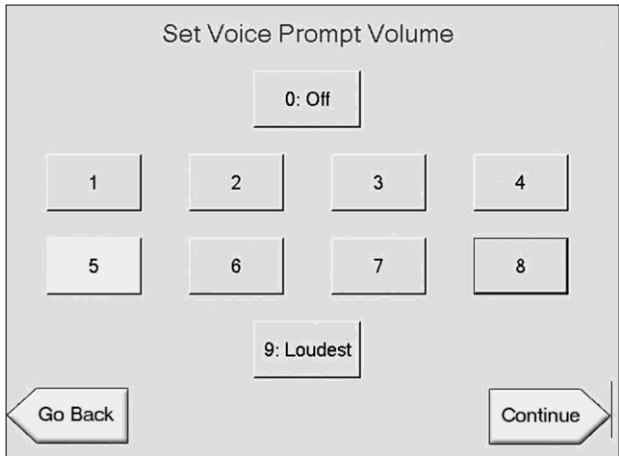 Set Voice Prompt Volume
0: Off
1 2 3 4
5 6 7 8
9: Loudest
Go Back Continue